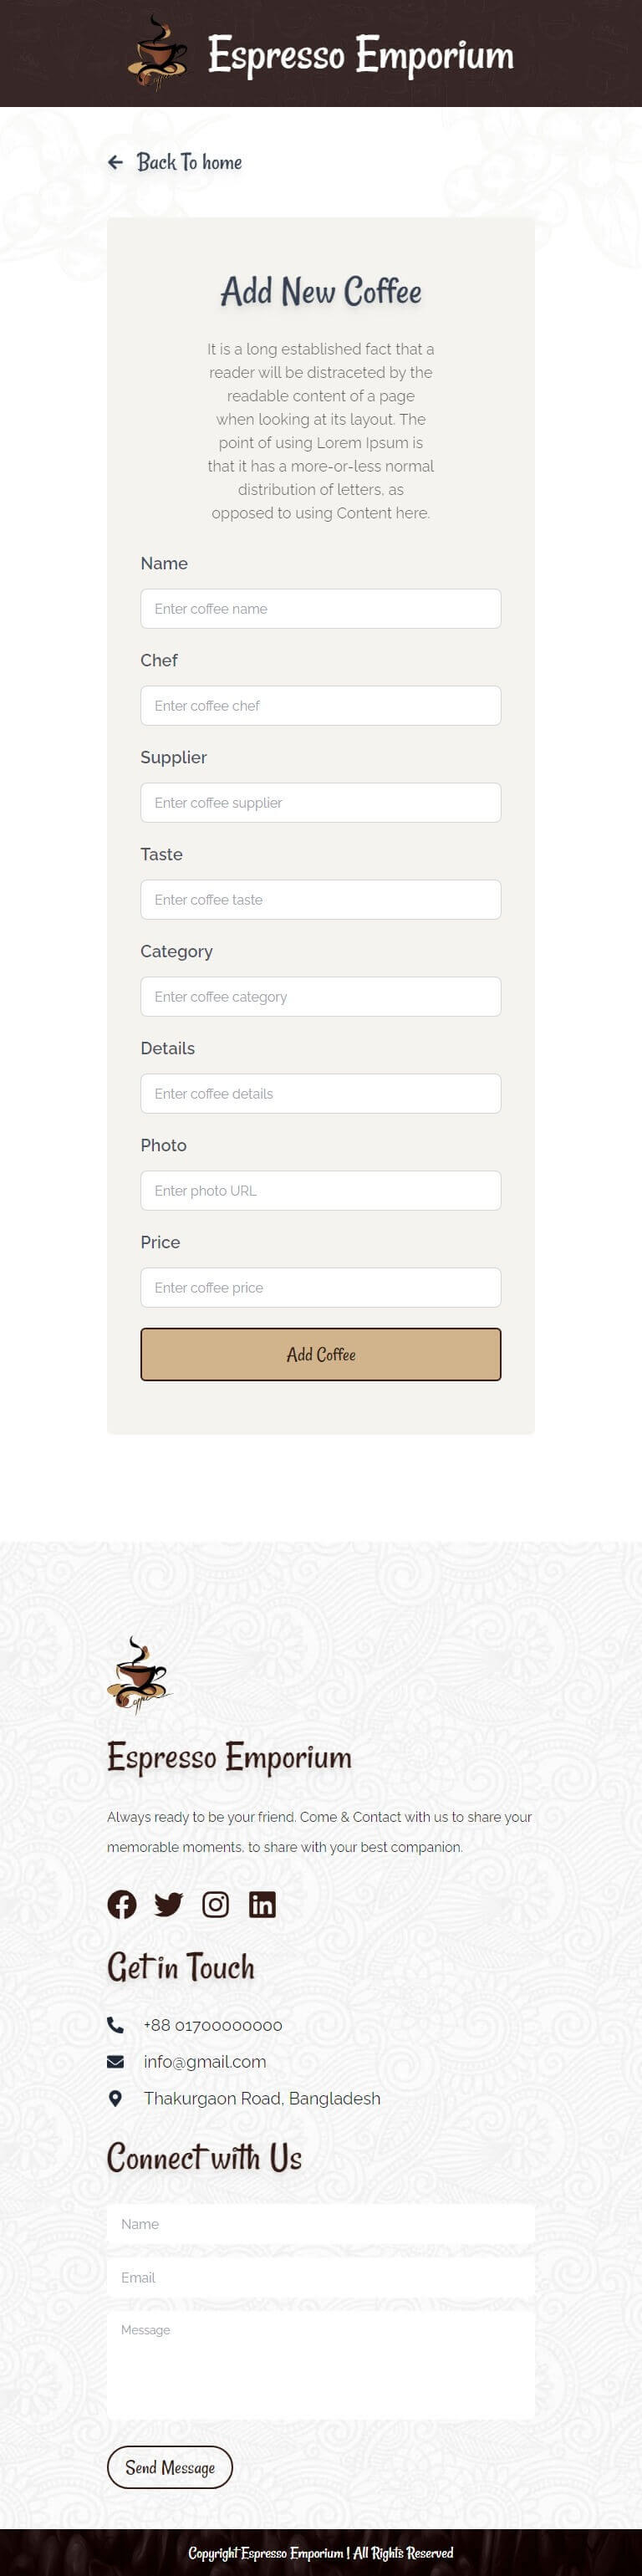 Espresso Emporium
Back To home
Add New Coffee
It is a long established fact that a
reader will be distraceted by the
readable content of a page
when looking at its layout. The
point of using Lorem Ipsum is
that it has a more-or-less normal
distribution of letters, as
opposed to using Content here.
Name
Enter coffee name
Chef
Enter coffee chef
Supplier
Enter coffee supplier
Taste
Enter coffee taste
Category
Enter coffee category
Details
Enter coffee details
Photo
Enter photo URL
Price
Enter coffee price
Add Coffee
Espresso Emporium
Always ready to be your friend. Come & Contact with us to share your
memorable moments, to share with your best companion.
Get in Touch
+88 01700000000
info@gmail.com
Thakurgaon Road, Bangladesh
Connect with Us
Name
Email
Message
Send Message
Copyright Espresso Emporium | All Rights Reserved